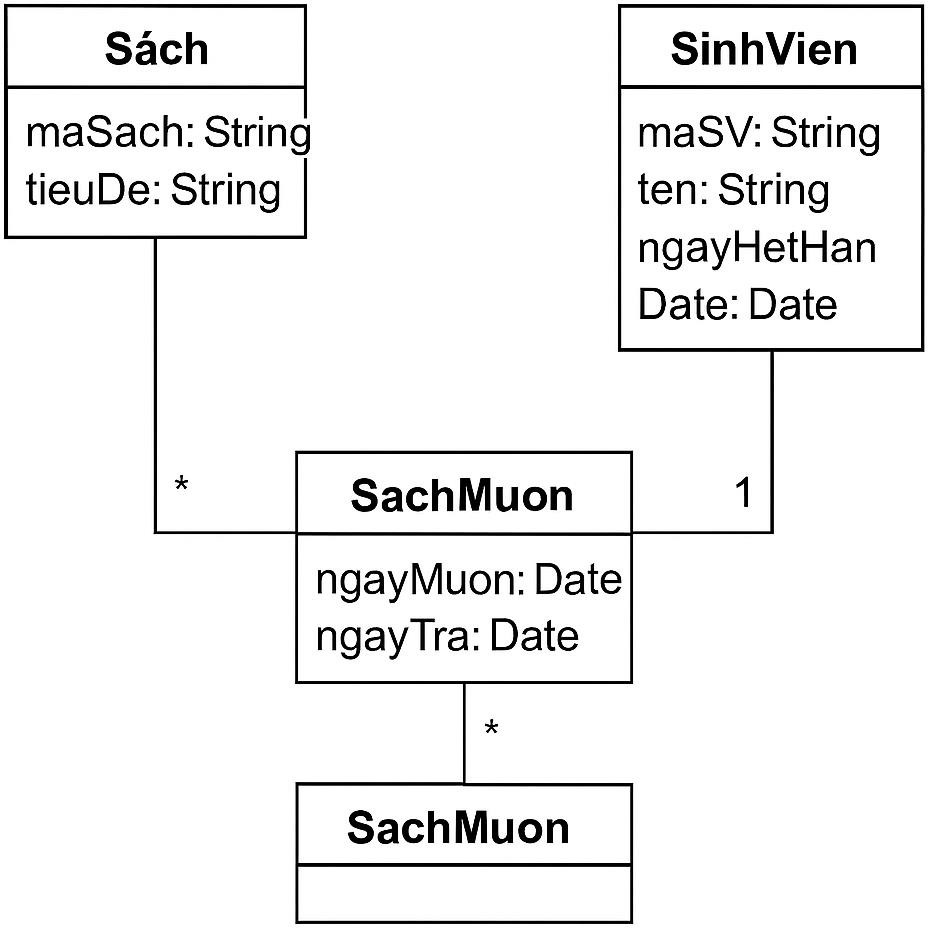 Sách
maSach: String
tieuDe: String
SinhVien
maSV: String
ten: String
ngayHetHan
Date: Date
*
1
SachMuon
ngayMuon: Date
ngayTra: Date
*
SachMuon